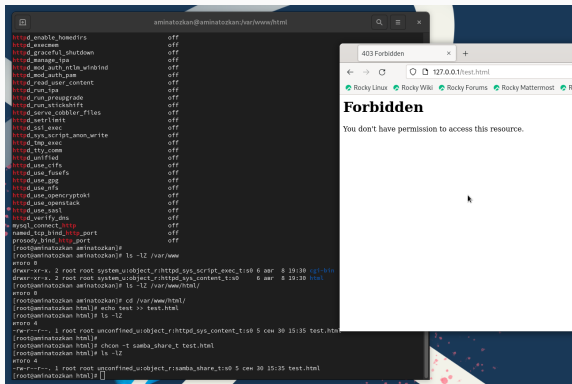 aminatozkan@aminatozkan:/var/www/html
httpd_enable_homedirs off
httpd_execmem off
httpd_graceful_shutdown off
httpd_manage_ipa off
httpd_mod_auth_ntlm_winbind off
httpd_mod_auth_pam off
httpd_read_user_content off
httpd_run_ipa off
httpd_run_preupgrade off
httpd_run_stickshift off
httpd_serve_cobbler_files off
httpd_setrlimit off
httpd_ssi_exec off
httpd_sys_script_anon_write off
httpd_tmp_exec off
httpd_tty_comm off
httpd_unified off
httpd_use_cifs off
httpd_use_fusefs off
httpd_use_gpg off
httpd_use_nfs off
httpd_use_opencryptoki off
httpd_use_openstack off
httpd_use_sasl off
httpd_verify_dns off
mysql_connect_http off
named_tcp_bind_http_port off
prosody_bind_http_port off
[root@aminatozkan aminatozkan]#
[root@aminatozkan aminatozkan]# ls -lZ /var/www
итого 0
drwxr-xr-x. 2 root root system_u:object_r:httpd_sys_script_exec_t:s0 6 авг 8 19:30 cgi-bin
drwxr-xr-x. 2 root root system_u:object_r:httpd_sys_content_t:s0 6 авг 8 19:30 html
[root@aminatozkan aminatozkan]# ls -lZ /var/www/html/
итого 0
[root@aminatozkan aminatozkan]# cd /var/www/html/
[root@aminatozkan html]# echo test >> test.html
[root@aminatozkan html]# ls -lZ
итого 4
-rw-r--r--. 1 root root unconfined_u:object_r:httpd_sys_content_t:s0 5 сен 30 15:35 test.html
[root@aminatozkan html]#
[root@aminatozkan html]# chcon -t samba_share_t test.html
[root@aminatozkan html]# ls -lZ
итого 4
-rw-r--r--. 1 root root unconfined_u:object_r:samba_share_t:s0 5 сен 30 15:35 test.html
[root@aminatozkan html]#
403 Forbidden
127.0.0.1/test.html
Rocky Linux Rocky Wiki Rocky Forums Rocky Mattermost Rocky
Forbidden
You don't have permission to access this resource.